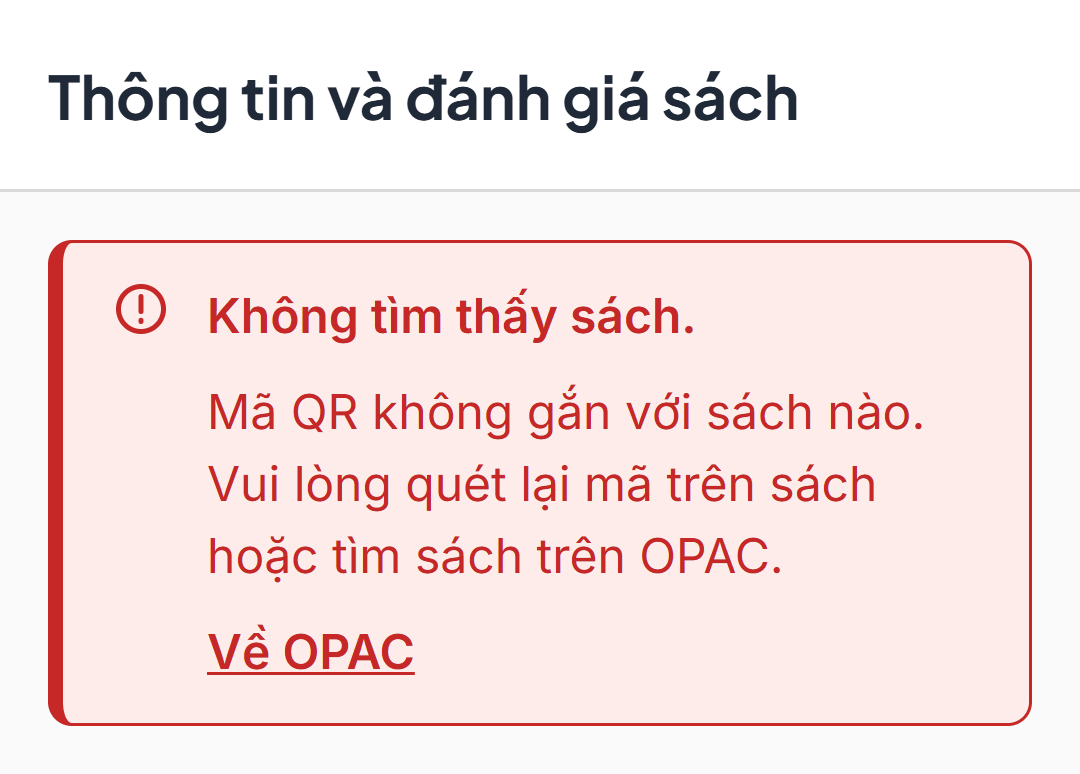 Thông tin và đánh giá sách
Không tìm thấy sách.
Mã QR không gắn với sách nào.
Vui lòng quét lại mã trên sách
hoặc tìm sách trên OPAC.
Về OPAC